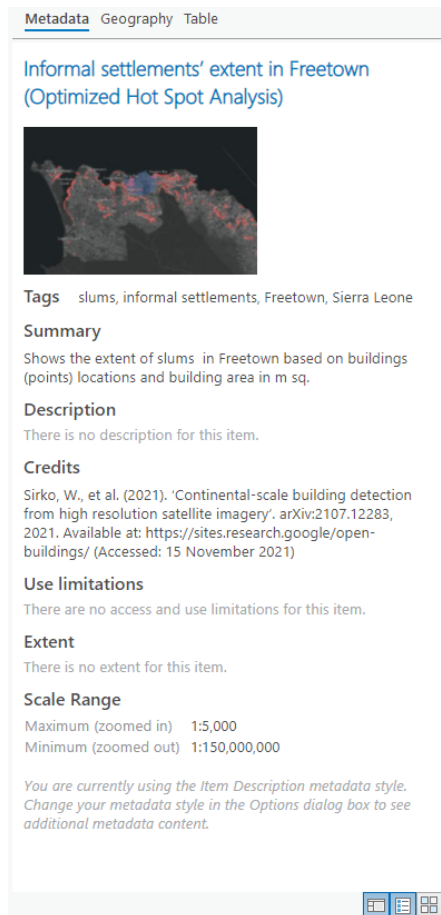 Metadata Geography Table
Informal settlements’ extent in Freetown
(Optimized Hot Spot Analysis)
Tags slums, informal settlements, Freetown, Sierra Leone
Summary
Shows the extent of slums in Freetown based on buildings
(points) locations and building area in m sq.
Description
There is no description for this item.
Credits
Sirko, W., et al. (2021). ‘Continental-scale building detection
from high resolution satellite imagery’. arXiv:2107.12283,
2021. Available at: https://sites.research.google/open-
buildings/ (Accessed: 15 November 2021)
Use limitations
There are no access and use limitations for this item.
Extent
There is no extent for this item.
Scale Range
Maximum (zoomed in) 1:5,000
Minimum (zoomed out) 1:150,000,000
You are currently using the Item Description metadata style.
Change your metadata style in the Options dialog box to see
additional metadata content.